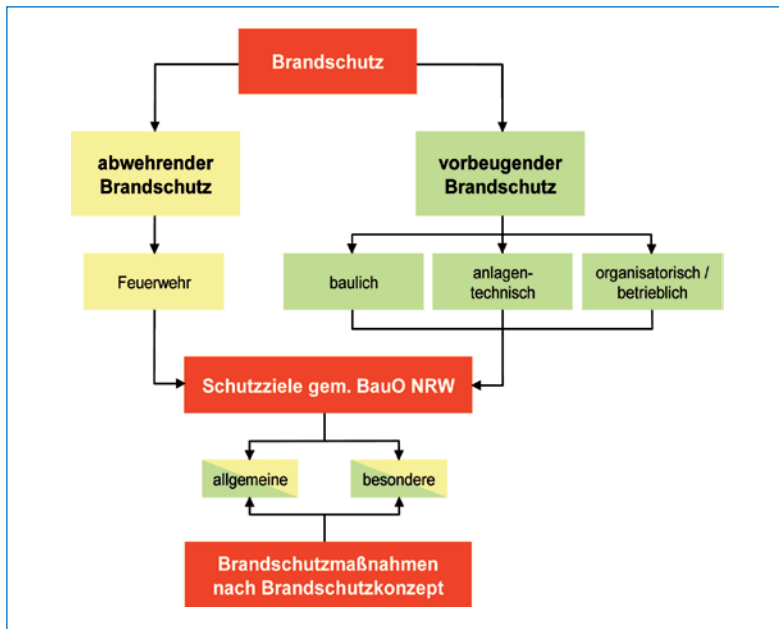 Brandschutz
abwehrender
Brandschutz
vorbeugender
Brandschutz
Feuerwehr
baulich
anlagen-
technisch
organisatorisch /
betrieblich
Schutzziele gem. BauO NRW
allgemeine
besondere
Brandschutzmaßnahmen
nach Brandschutzkonzept